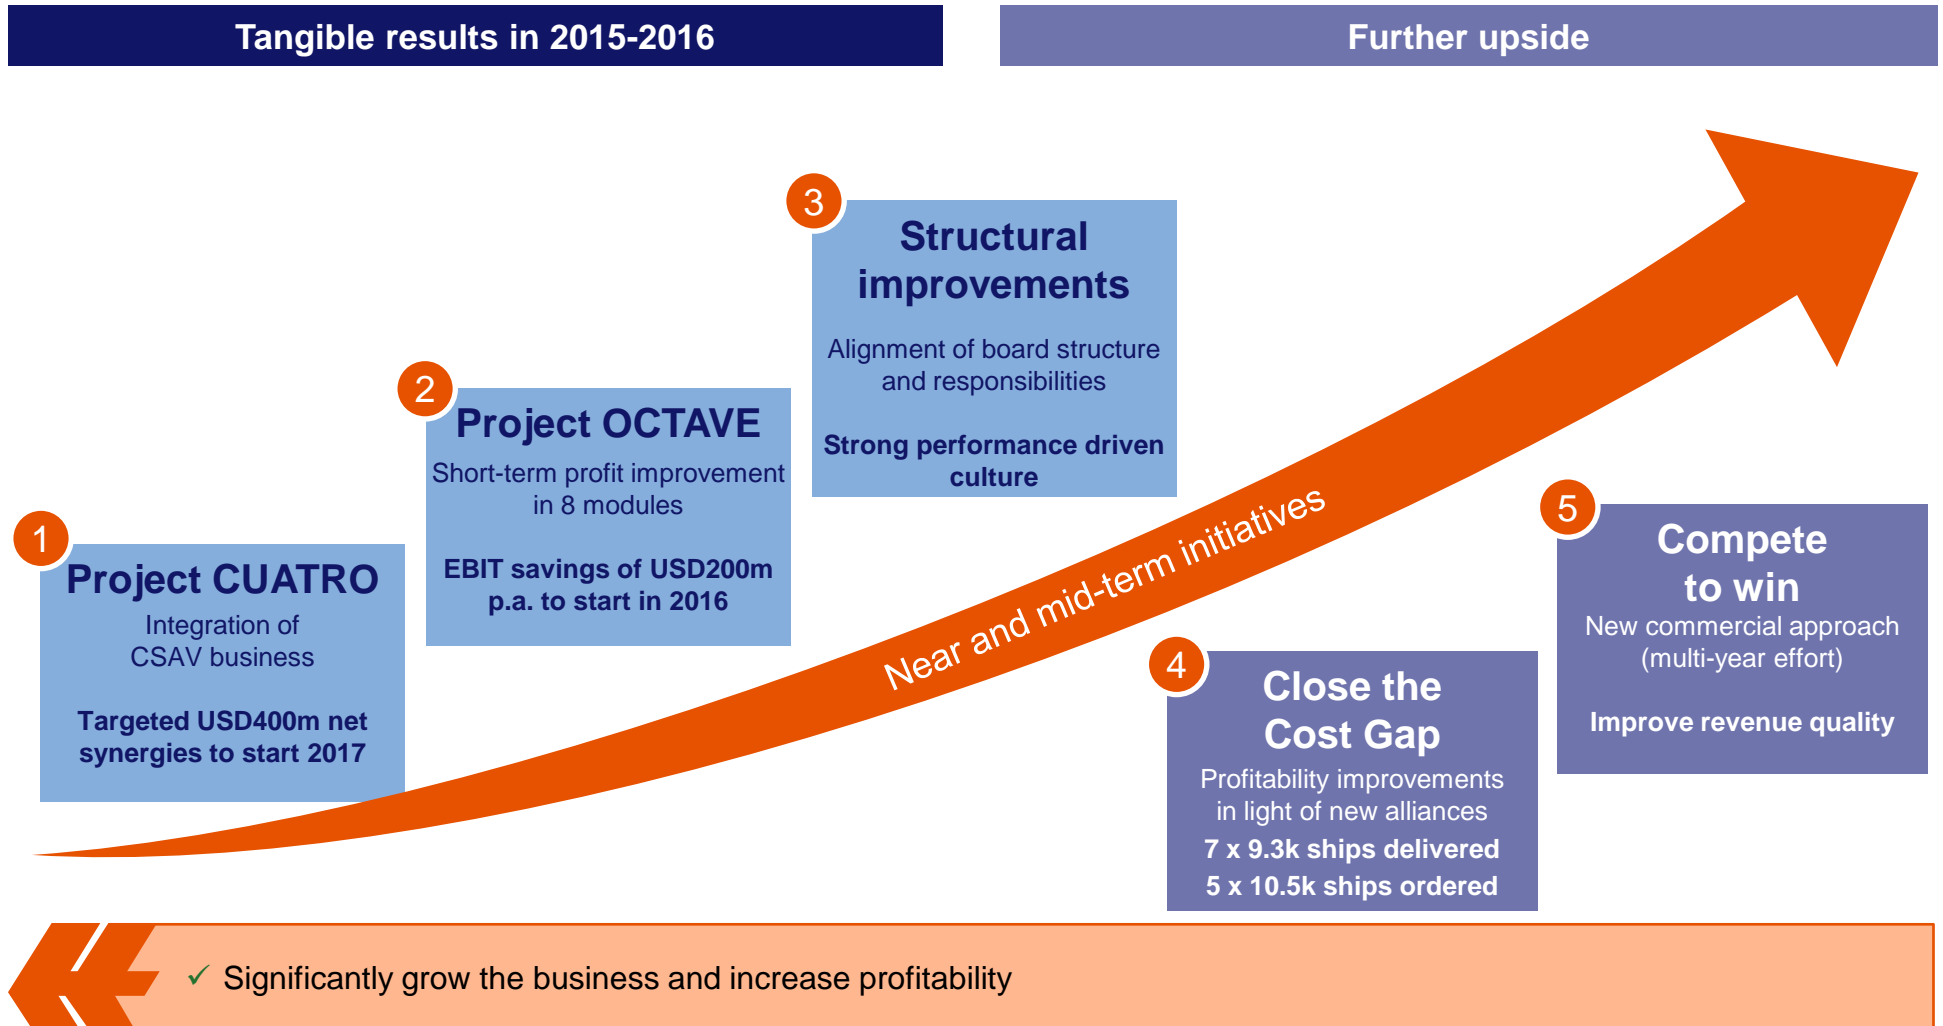 Tangible results in 2015-2016
Further upside
1
Project CUATRO
Integration of
CSAV business
Targeted USD400m net
synergies to start 2017
2
Project OCTAVE
Short-term profit improvement
in 8 modules
EBIT savings of USD200m
p.a. to start in 2016
3
Structural
improvements
Alignment of board structure
and responsibilities
Strong performance driven
culture
Near and mid-term initiatives
4
Close the
Cost Gap
Profitability improvements
in light of new alliances
7 x 9.3k ships delivered
5 x 10.5k ships ordered
5
Compete
to win
New commercial approach
(multi-year effort)
Improve revenue quality
✓ Significantly grow the business and increase profitability